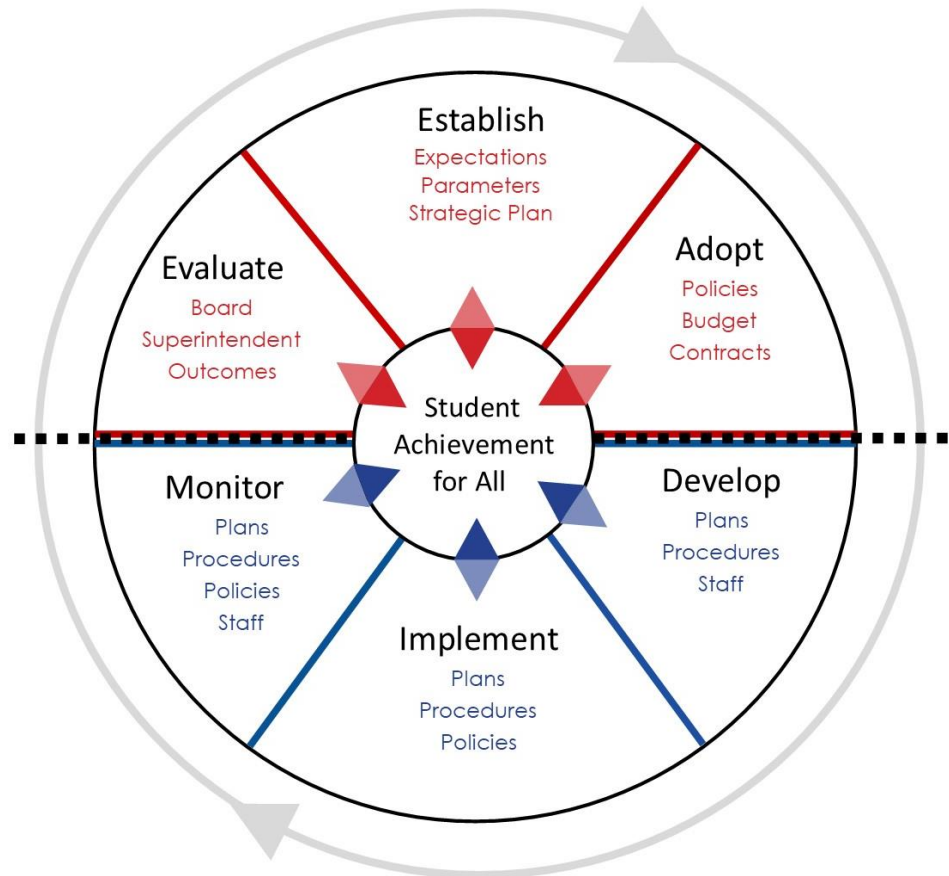 Establish
Expectations
Parameters
Strategic Plan
Adopt
Policies
Budget
Contracts
Develop
Plans
Procedures
Staff
Implement
Plans
Procedures
Policies
Monitor
Plans
Procedures
Policies
Staff
Evaluate
Board
Superintendent
Outcomes
Student
Achievement
for All